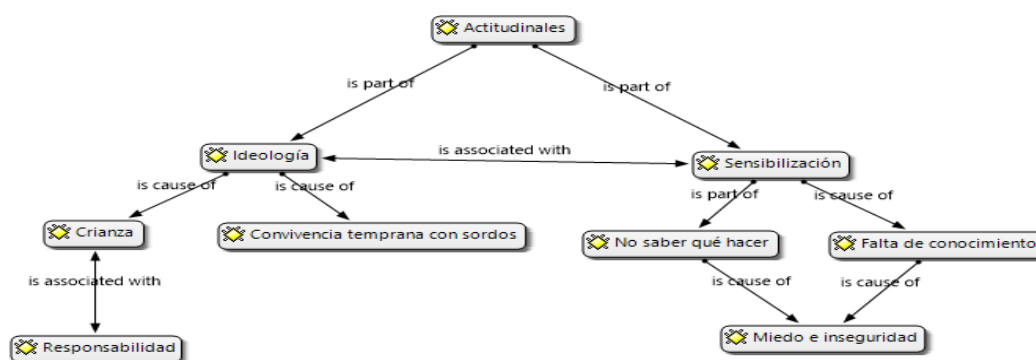 Actitudinales
is part of
is part of
Ideología
is associated with
Sensibilización
is cause of
is cause of
is part of
is cause of
Crianza
Convivencia temprana con sordos
No saber qué hacer
Falta de conocimiento
is associated with
is cause of
is cause of
Responsabilidad
Miedo e inseguridad